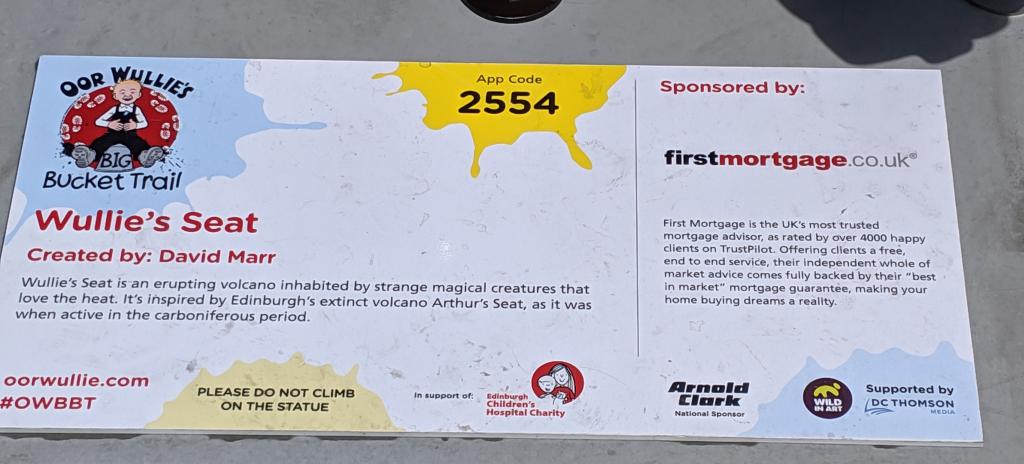 OOR WULLIE'S
BIG
BUCKET TRAIL
App Code
2554
Wullie's Seat
Created by: David Marr
Wullie's Seat is an erupting volcano inhabited by strange magical creatures that
love the heat. It's inspired by Edinburgh's extinct volcano Arthur's Seat, as it was
when active in the carboniferous period.
oorwullie.com
#OWBBT
PLEASE DO NOT CLIMB
ON THE STATUE
In support of:
Edinburgh
Children's
Hospital Charity
Sponsored by:
firstmortgage.co.uk®
First Mortgage is the UK's most trusted
mortgage advisor, as rated by over 4000 happy
clients on TrustPilot. Offering clients a free,
end to end service, their independent whole of
market advice comes fully backed by their "best
in market" mortgage guarantee, making your
home buying dreams a reality.
Arnold
Clark
National Sponsor
WILD
IN ART
Supported by
DC THOMSON
MEDIA